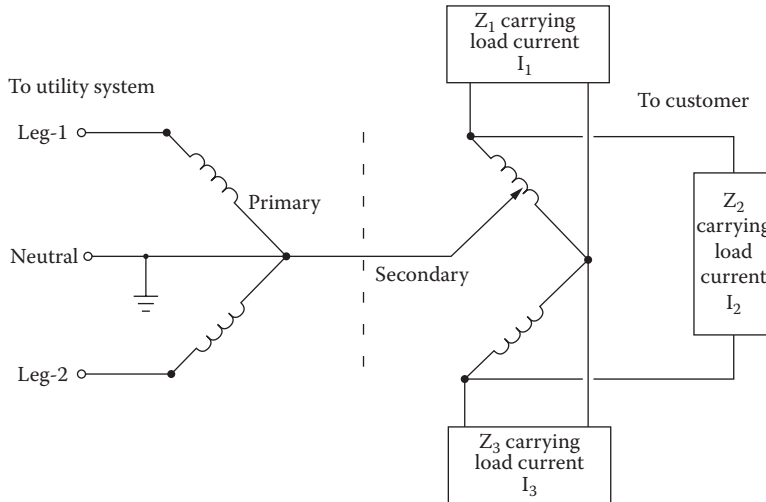 Z₁ carrying
load current
I₁
To utility system
To customer
Leg-1
Primary
Z₂
carrying
load
current
I₂
Neutral
Secondary
Leg-2
Z₃ carrying
load current
I₃